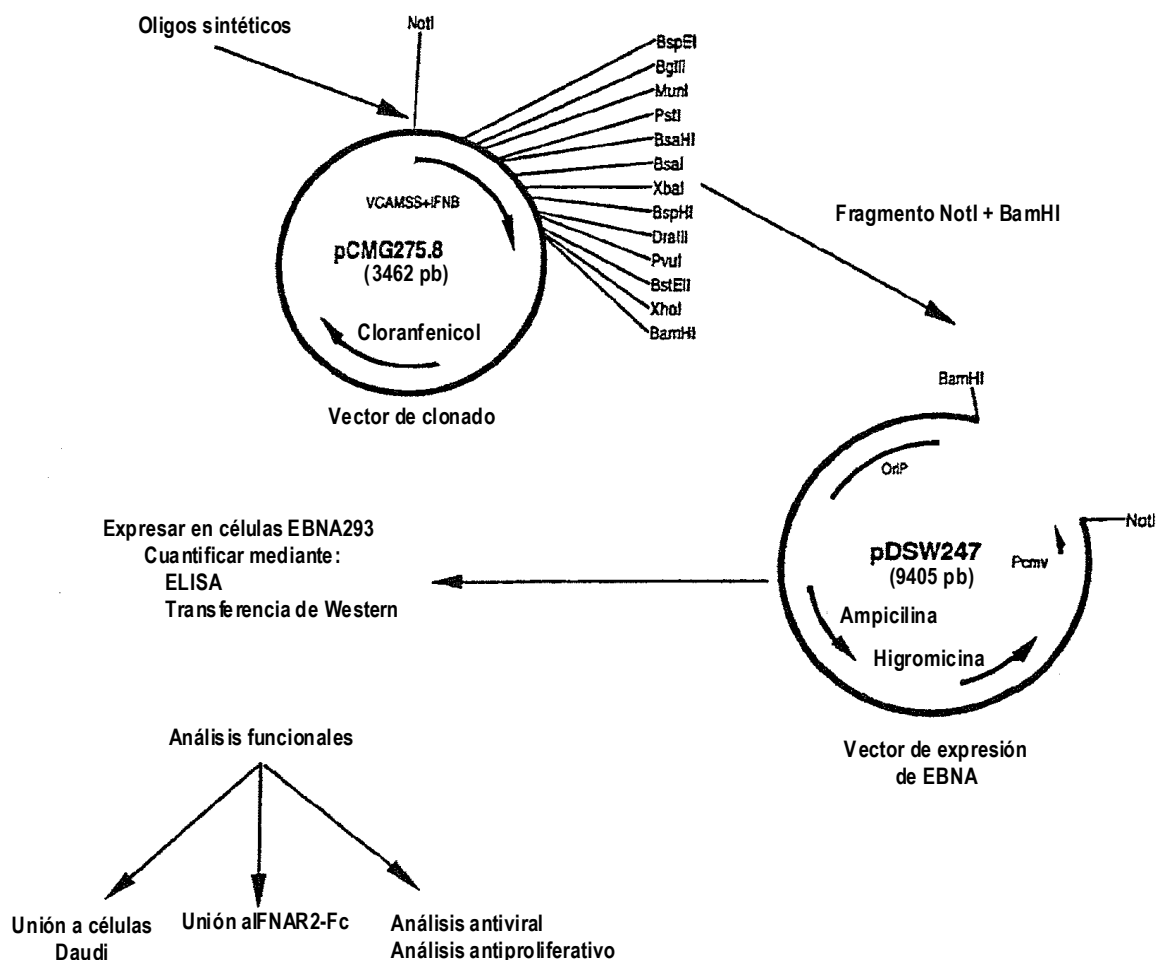 Oligos sintéticos
NotI
BspEI
BglII
MunI
PstI
BsaHI
BsaI
XbaI
BspHI
DraIII
PvuI
BstEII
XhoI
BamHI
VCAMSS+IFNB
pCMG275.8
(3462 pb)
Cloranfenicol
Vector de clonado
Fragmento NotI + BamHI
BamHI
OriP
NotI
pDSW247
(9405 pb)
Pcmv
Ampicilina
Higromicina
Vector de expresión
de EBNA
Expresar en células EBNA293
Cuantificar mediante:
ELISA
Transferencia de Western
Análisis funcionales
Unión a células
Daudi
Unión aIFNAR2-Fc
Análisis antiviral
Análisis antiproliferativo